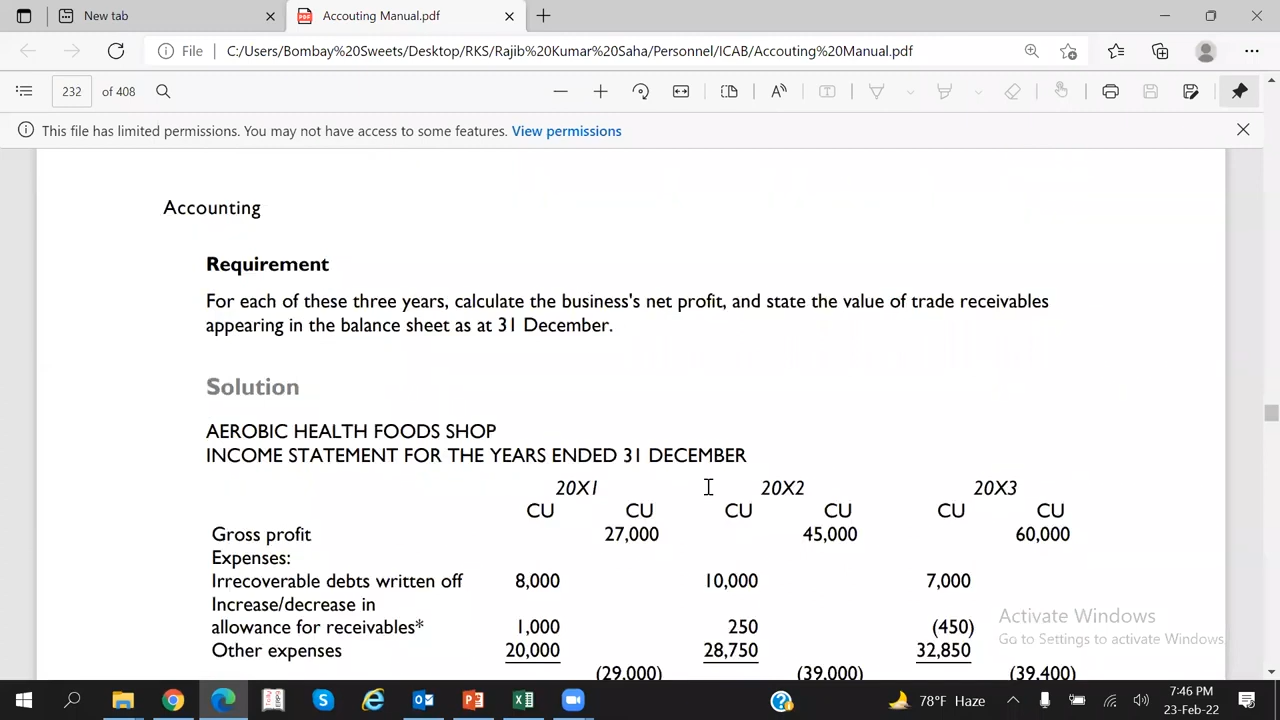 New tab
Accouting Manual.pdf
File C:/Users/Bombay%20Sweets/Desktop/RKS/Rajib%20Kumar%20Saha/Personnel/ICAB/Accouting%20Manual.pdf
232 of 408
This file has limited permissions. You may not have access to some features. View permissions
Accounting
Requirement
For each of these three years, calculate the business's net profit, and state the value of trade receivables
appearing in the balance sheet as at 31 December.
Solution
AEROBIC HEALTH FOODS SHOP
INCOME STATEMENT FOR THE YEARS ENDED 31 DECEMBER
20X1 20X2 20X3
CU CU CU CU CU CU
Gross profit 27,000 45,000 60,000
Expenses:
Irrecoverable debts written off 8,000 10,000 7,000
Increase/decrease in
allowance for receivables* 1,000 250 (450)
Other expenses 20,000 28,750 32,850
(29,000) (39,000) (39,400)
Activate Windows
Go to Settings to activate Windows.
78°F Haze
7:46 PM
23-Feb-22